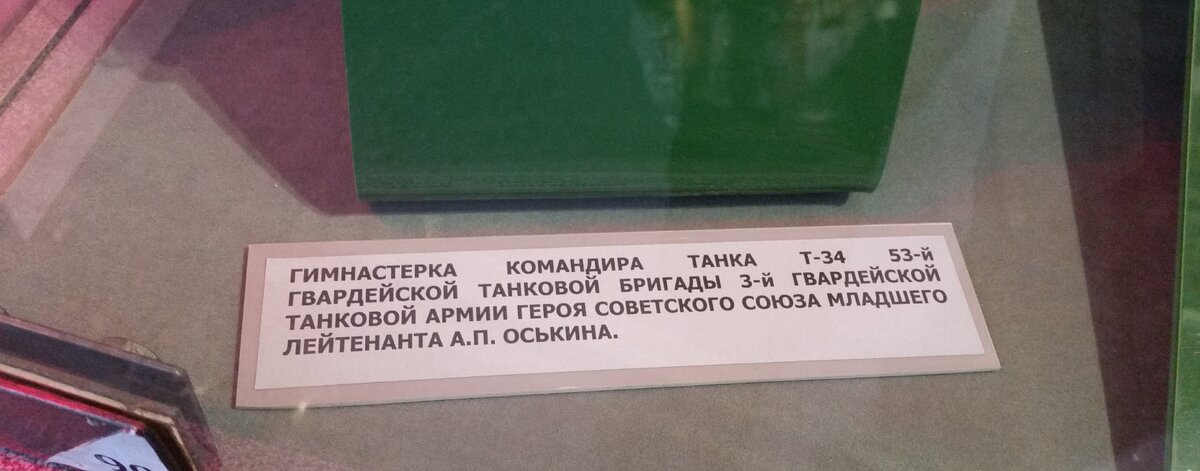 ГИМНАСТЕРКА КОМАНДИРА ТАНКА Т-34 53-й
ГВАРДЕЙСКОЙ ТАНКОВОЙ БРИГАДЫ 3-й ГВАРДЕЙСКОЙ
ТАНКОВОЙ АРМИИ ГЕРОЯ СОВЕТСКОГО СОЮЗА МЛАДШЕГО
ЛЕЙТЕНАНТА А.П. ОСЬКИНА.